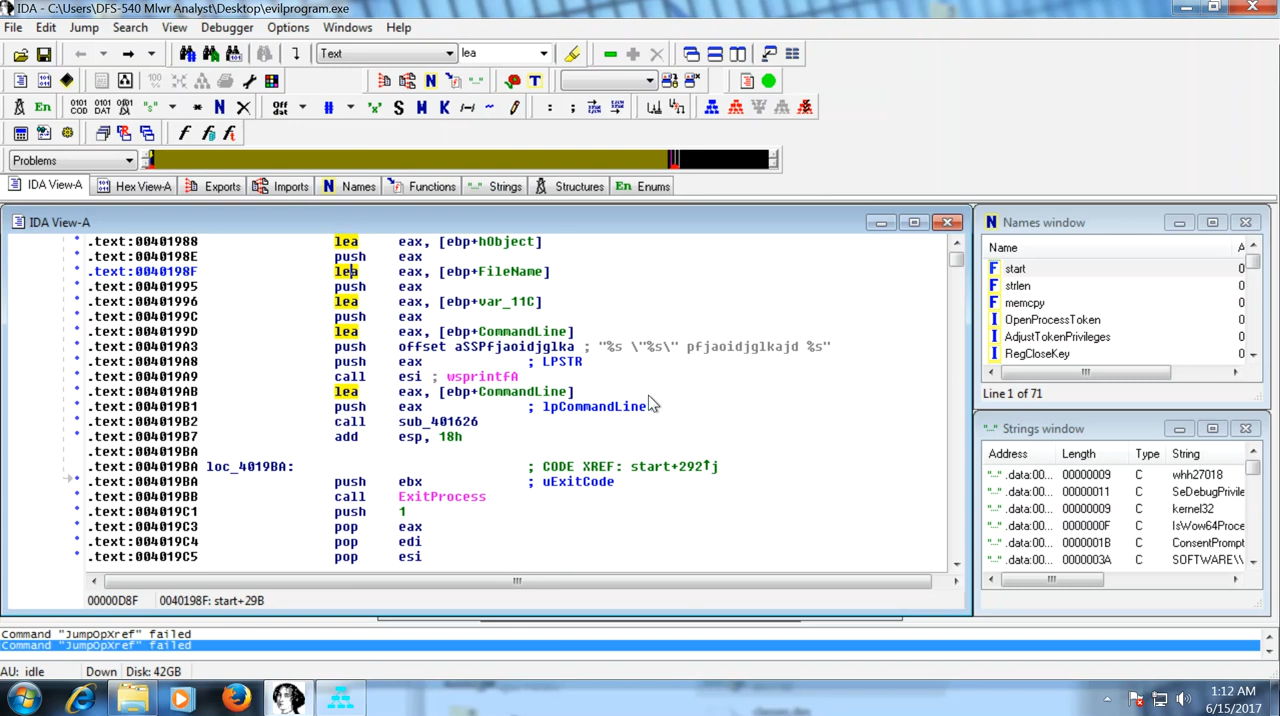 IDA - C:\Users\DFS-540 Mlwr Analyst\Desktop\evilprogram.exe
File Edit Jump Search View Debugger Options Windows Help
Text lea
Problems
IDA View-A Hex View-A Exports Imports Names Functions Strings Structures Enums
IDA View-A
.text:00401988 lea eax, [ebp+hObject]
.text:0040198E push eax
.text:0040198F lea eax, [ebp+FileName]
.text:00401995 push eax
.text:00401996 lea eax, [ebp+var_11C]
.text:0040199C push eax
.text:0040199D lea eax, [ebp+CommandLine]
.text:004019A3 push offset aSSPfjaoidjglka ; "%s \"%s\" pfjaoidjglkajd %s"
.text:004019A8 push eax ; LPSTR
.text:004019A9 call esi ; wsprintfA
.text:004019AB lea eax, [ebp+CommandLine]
.text:004019B1 push eax ; lpCommandLine
.text:004019B2 call sub_401626
.text:004019B7 add esp, 18h
.text:004019BA
.text:004019BA loc_4019BA: ; CODE XREF: start+292↑j
.text:004019BA push ebx ; uExitCode
.text:004019BB call ExitProcess
.text:004019C1 push 1
.text:004019C3 pop eax
.text:004019C4 pop edi
.text:004019C5 pop esi
00000D8F 0040198F: start+29B
Names window
Name A
F start 0
F strlen 0
F memcpy 0
I OpenProcessToken 0
I AdjustTokenPrivileges 0
I RegCloseKey 0
Line 1 of 71
Strings window
Address Length Type String
.data:00... 00000009 C whh27018
.data:00... 00000011 C SeDebugPrivile
.data:00... 00000009 C kernel32
.data:00... 0000000F C IsWow64Proce
.data:00... 0000000E C ConsentPrompt
.data:00... 0000003A C SOFTWARE\\
Command "JumpOpXref" failed
Command "JumpOpXref" failed
AU: idle Down Disk: 42GB
1:12 AM
6/15/2017